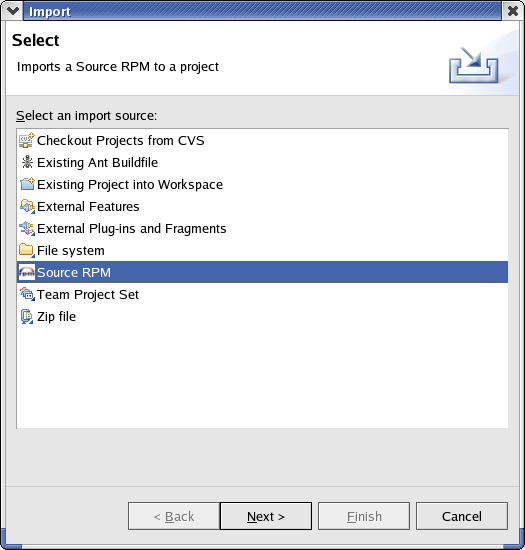 Import
Select
Imports a Source RPM to a project
Select an import source:
Checkout Projects from CVS
Existing Ant Buildfile
Existing Project into Workspace
External Features
External Plug-ins and Fragments
File system
rpm Source RPM
Team Project Set
Zip file
< Back Next > Finish Cancel